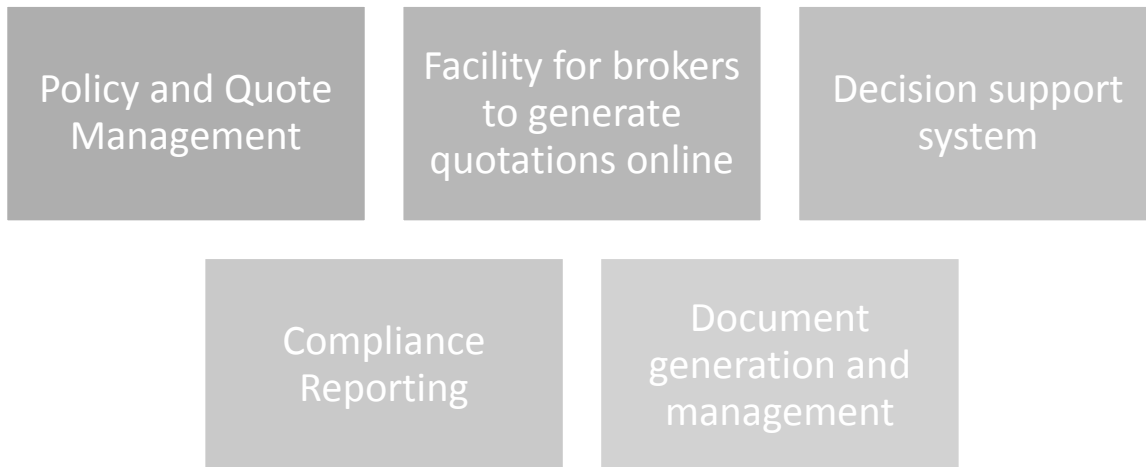 Policy and Quote
Management
Facility for brokers
to generate
quotations online
Decision support
system
Compliance
Reporting
Document
generation and
management